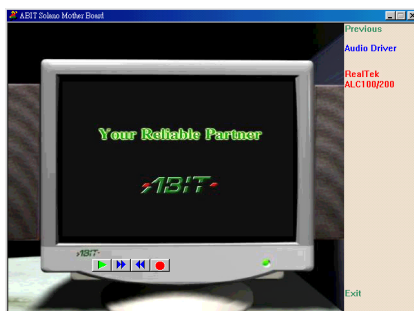 ABIT Solano Mother Board
Previous
Audio Driver
RealTek
ALC100/200
Your Reliable Partner
ABIT
ABIT
Exit